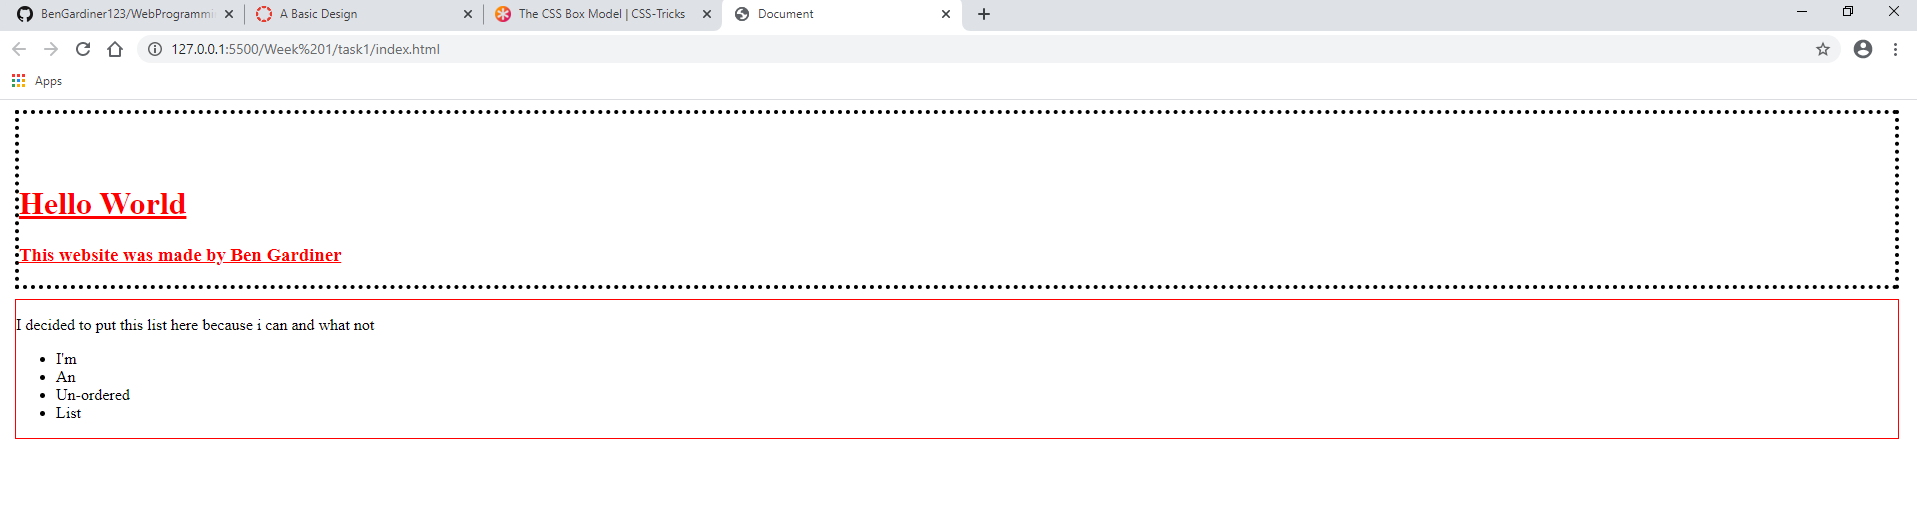 BenGardiner123/WebProgrammi
A Basic Design
The CSS Box Model | CSS-Tricks
Document
127.0.0.1:5500/Week%201/task1/index.html
Apps
Hello World
This website was made by Ben Gardiner
I decided to put this list here because i can and what not
I'm
An
Un-ordered
List